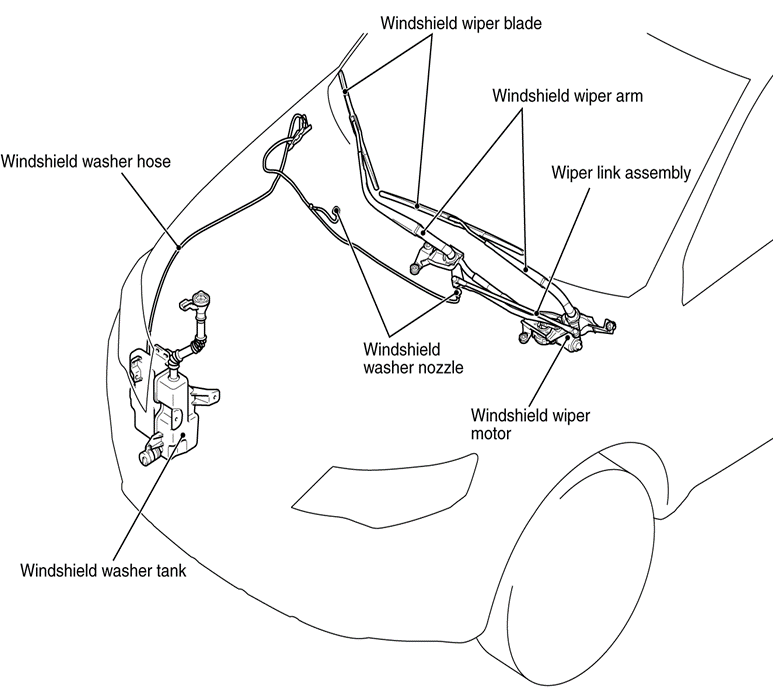 Windshield wiper blade
Windshield wiper arm
Windshield washer hose
Wiper link assembly
Windshield
washer nozzle
Windshield wiper
motor
Windshield washer tank